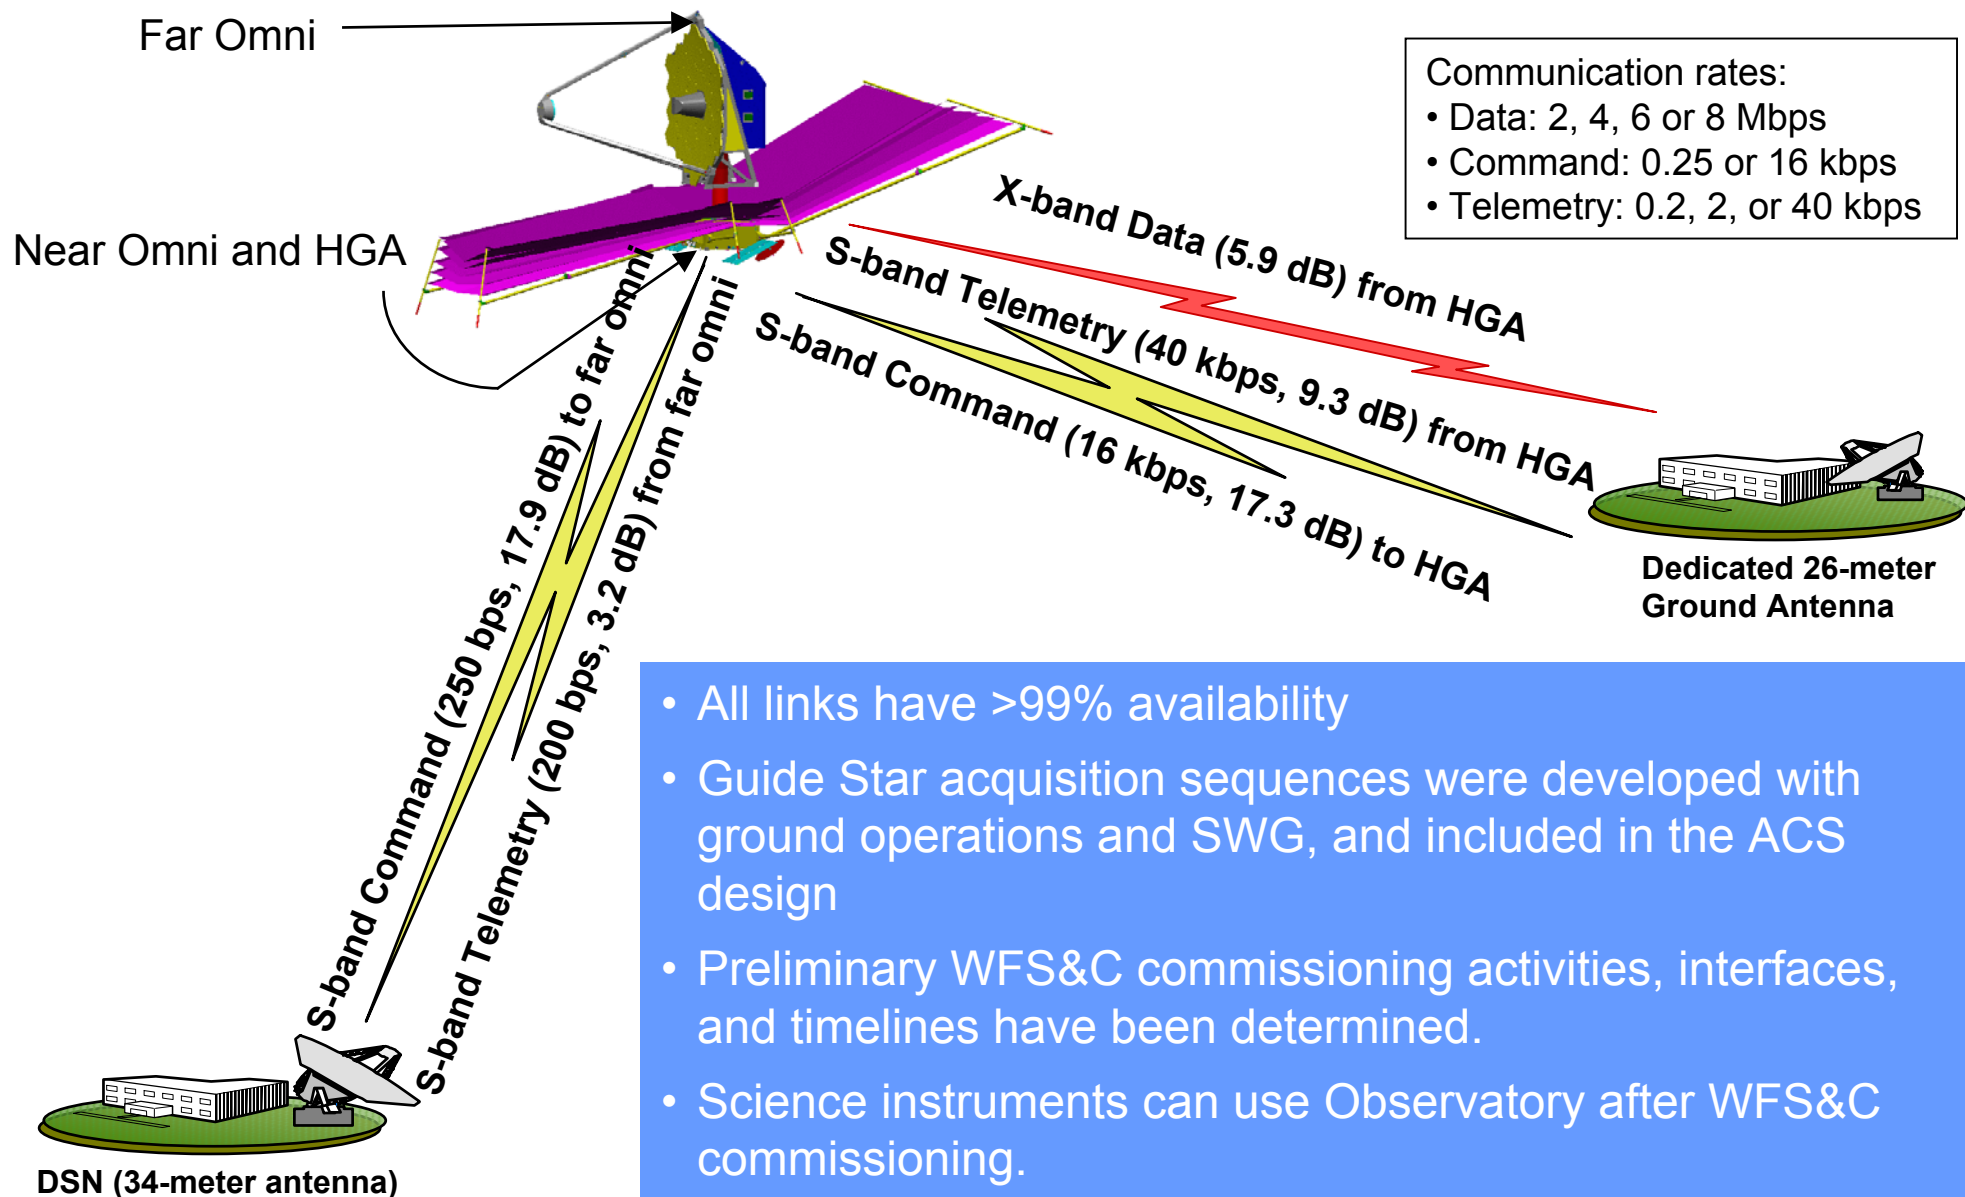 Far Omni
Near Omni and HGA
Communication rates:
• Data: 2, 4, 6 or 8 Mbps
• Command: 0.25 or 16 kbps
• Telemetry: 0.2, 2, or 40 kbps
X-band Data (5.9 dB) from HGA
S-band Telemetry (40 kbps, 9.3 dB) from HGA
S-band Command (16 kbps, 17.3 dB) to HGA
S-band Command (250 bps, 17.9 dB) to far omni
S-band Telemetry (200 bps, 3.2 dB) from far omni
Dedicated 26-meter
Ground Antenna
• All links have >99% availability
• Guide Star acquisition sequences were developed with
ground operations and SWG, and included in the ACS
design
• Preliminary WFS&C commissioning activities, interfaces,
and timelines have been determined.
• Science instruments can use Observatory after WFS&C
commissioning.
DSN (34-meter antenna)